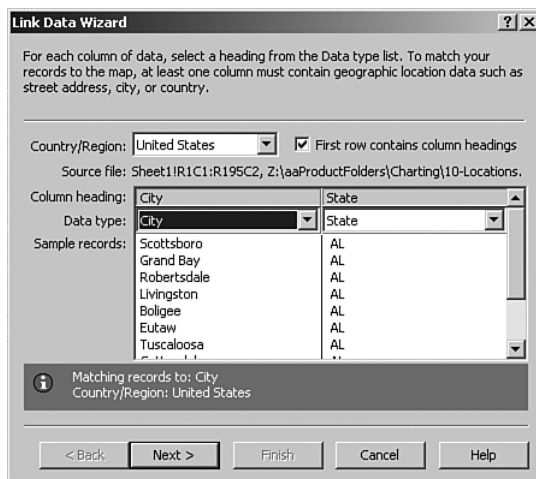 Link Data Wizard
For each column of data, select a heading from the Data type list. To match your
records to the map, at least one column must contain geographic location data such as
street address, city, or country.
Country/Region: United States First row contains column headings
Source file: Sheet1!R1C1:R195C2, Z:\aaProductFolders\Charting\10-Locations.
Column heading: City State
Data type: City State
Sample records: Scottsboro AL
Grand Bay AL
Robertsdale AL
Livingston AL
Boligee AL
Eutaw AL
Tuscaloosa AL
Matching records to: City
Country/Region: United States
< Back Next > Finish Cancel Help